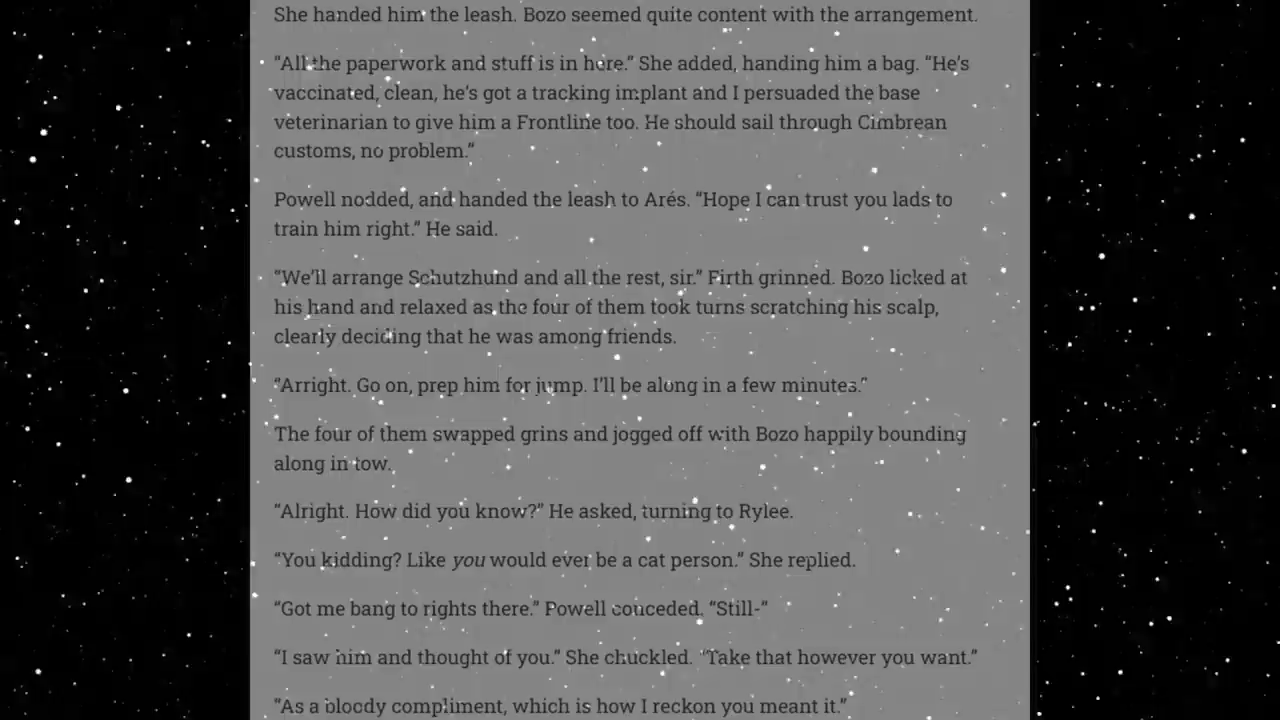 She handed him the leash. Bozo seemed quite content with the arrangement.
“All the paperwork and stuff is in here.” She added, handing him a bag. “He’s
vaccinated, clean, he’s got a tracking implant and I persuaded the base
veterinarian to give him a Frontline too. He should sail through Cimbrean
customs, no problem.”
Powell nodded, and handed the leash to Arés. “Hope I can trust you lads to
train him right.” He said.
“We’ll arrange Schutzhund and all the rest, sir.” Firth grinned. Bozo licked at
his hand and relaxed as the four of them took turns scratching his scalp,
clearly deciding that he was among friends.
“Arright. Go on, prep him for jump. I’ll be along in a few minutes.”
The four of them swapped grins and jogged off with Bozo happily bounding
along in tow.
“Alright. How did you know?” He asked, turning to Rylee.
“You kidding? Like you would ever be a cat person.” She replied.
“Got me bang to rights there.” Powell conceded. “Still-“
“I saw him and thought of you.” She chuckled. “Take that however you want.”
“As a bloody compliment, which is how I reckon you meant it.”